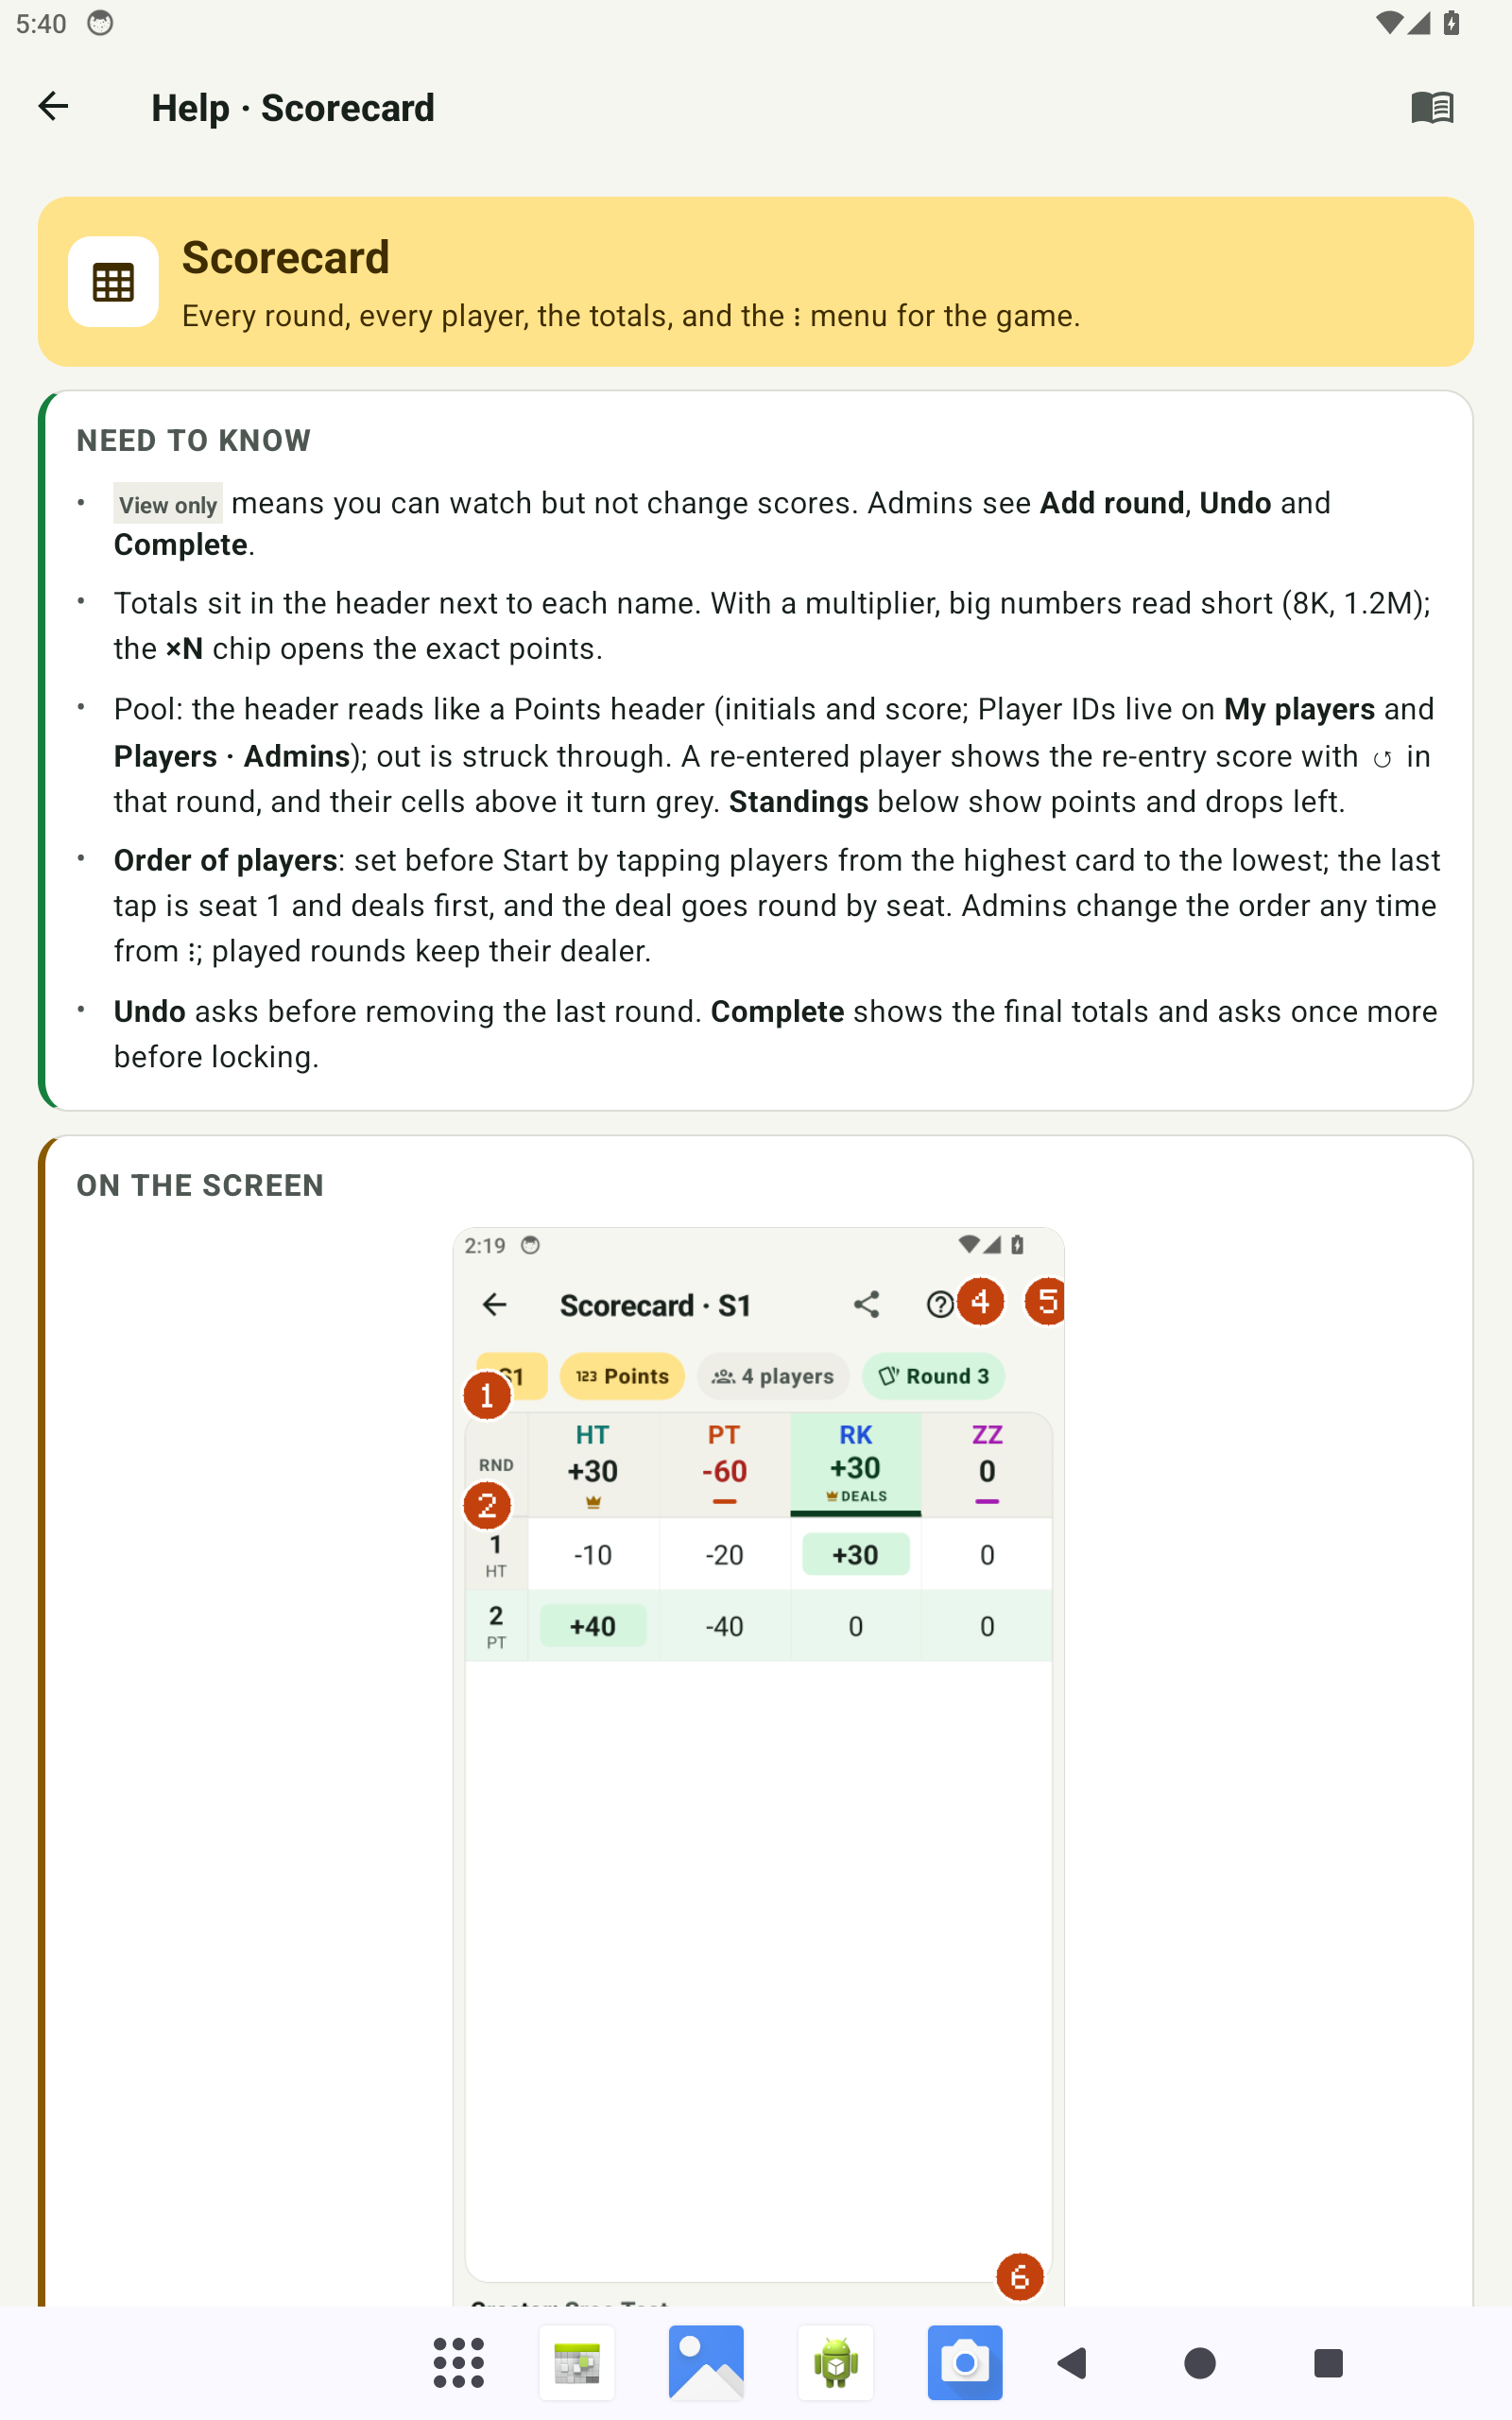 5:40
Help · Scorecard
Scorecard
Every round, every player, the totals, and the ⋮ menu for the game.
NEED TO KNOW
• View only means you can watch but not change scores. Admins see Add round, Undo and
Complete.
• Totals sit in the header next to each name. With a multiplier, big numbers read short (8K, 1.2M);
the ×N chip opens the exact points.
• Pool: the header reads like a Points header (initials and score; Player IDs live on My players and
Players · Admins); out is struck through. A re-entered player shows the re-entry score with ↺ in
that round, and their cells above it turn grey. Standings below show points and drops left.
• Order of players: set before Start by tapping players from the highest card to the lowest; the last
tap is seat 1 and deals first, and the deal goes round by seat. Admins change the order any time
from ⋮; played rounds keep their dealer.
• Undo asks before removing the last round. Complete shows the final totals and asks once more
before locking.
ON THE SCREEN
2:19
Scorecard · S1 4 5
1 123 Points 4 players Round 3
HT PT RK ZZ
RND +30 -60 +30 0
2 DEALS
1 -10 -20 +30 0
HT
2 +40 -40 0 0
PT
6